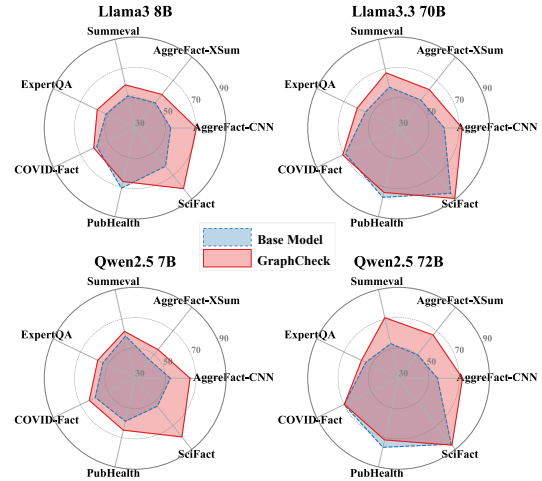 Llama3 8B
Summeval
AggreFact-XSum
ExpertQA
90
70
50
30
AggreFact-CNN
COVID-Fact
SciFact
PubHealth
Llama3.3 70B
Summeval
AggreFact-XSum
ExpertQA
90
70
50
30
AggreFact-CNN
COVID-Fact
SciFact
PubHealth
Base Model
GraphCheck
Qwen2.5 7B
Summeval
AggreFact-XSum
ExpertQA
90
70
50
30
AggreFact-CNN
COVID-Fact
SciFact
PubHealth
Qwen2.5 72B
Summeval
AggreFact-XSum
ExpertQA
90
70
50
30
AggreFact-CNN
COVID-Fact
SciFact
PubHealth